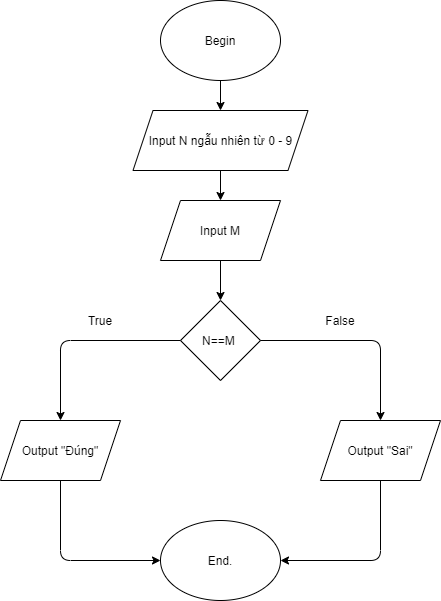 Begin
Input N ngẫu nhiên từ 0 - 9
Input M
N==M
True
False
Output "Đúng"
Output "Sai"
End.